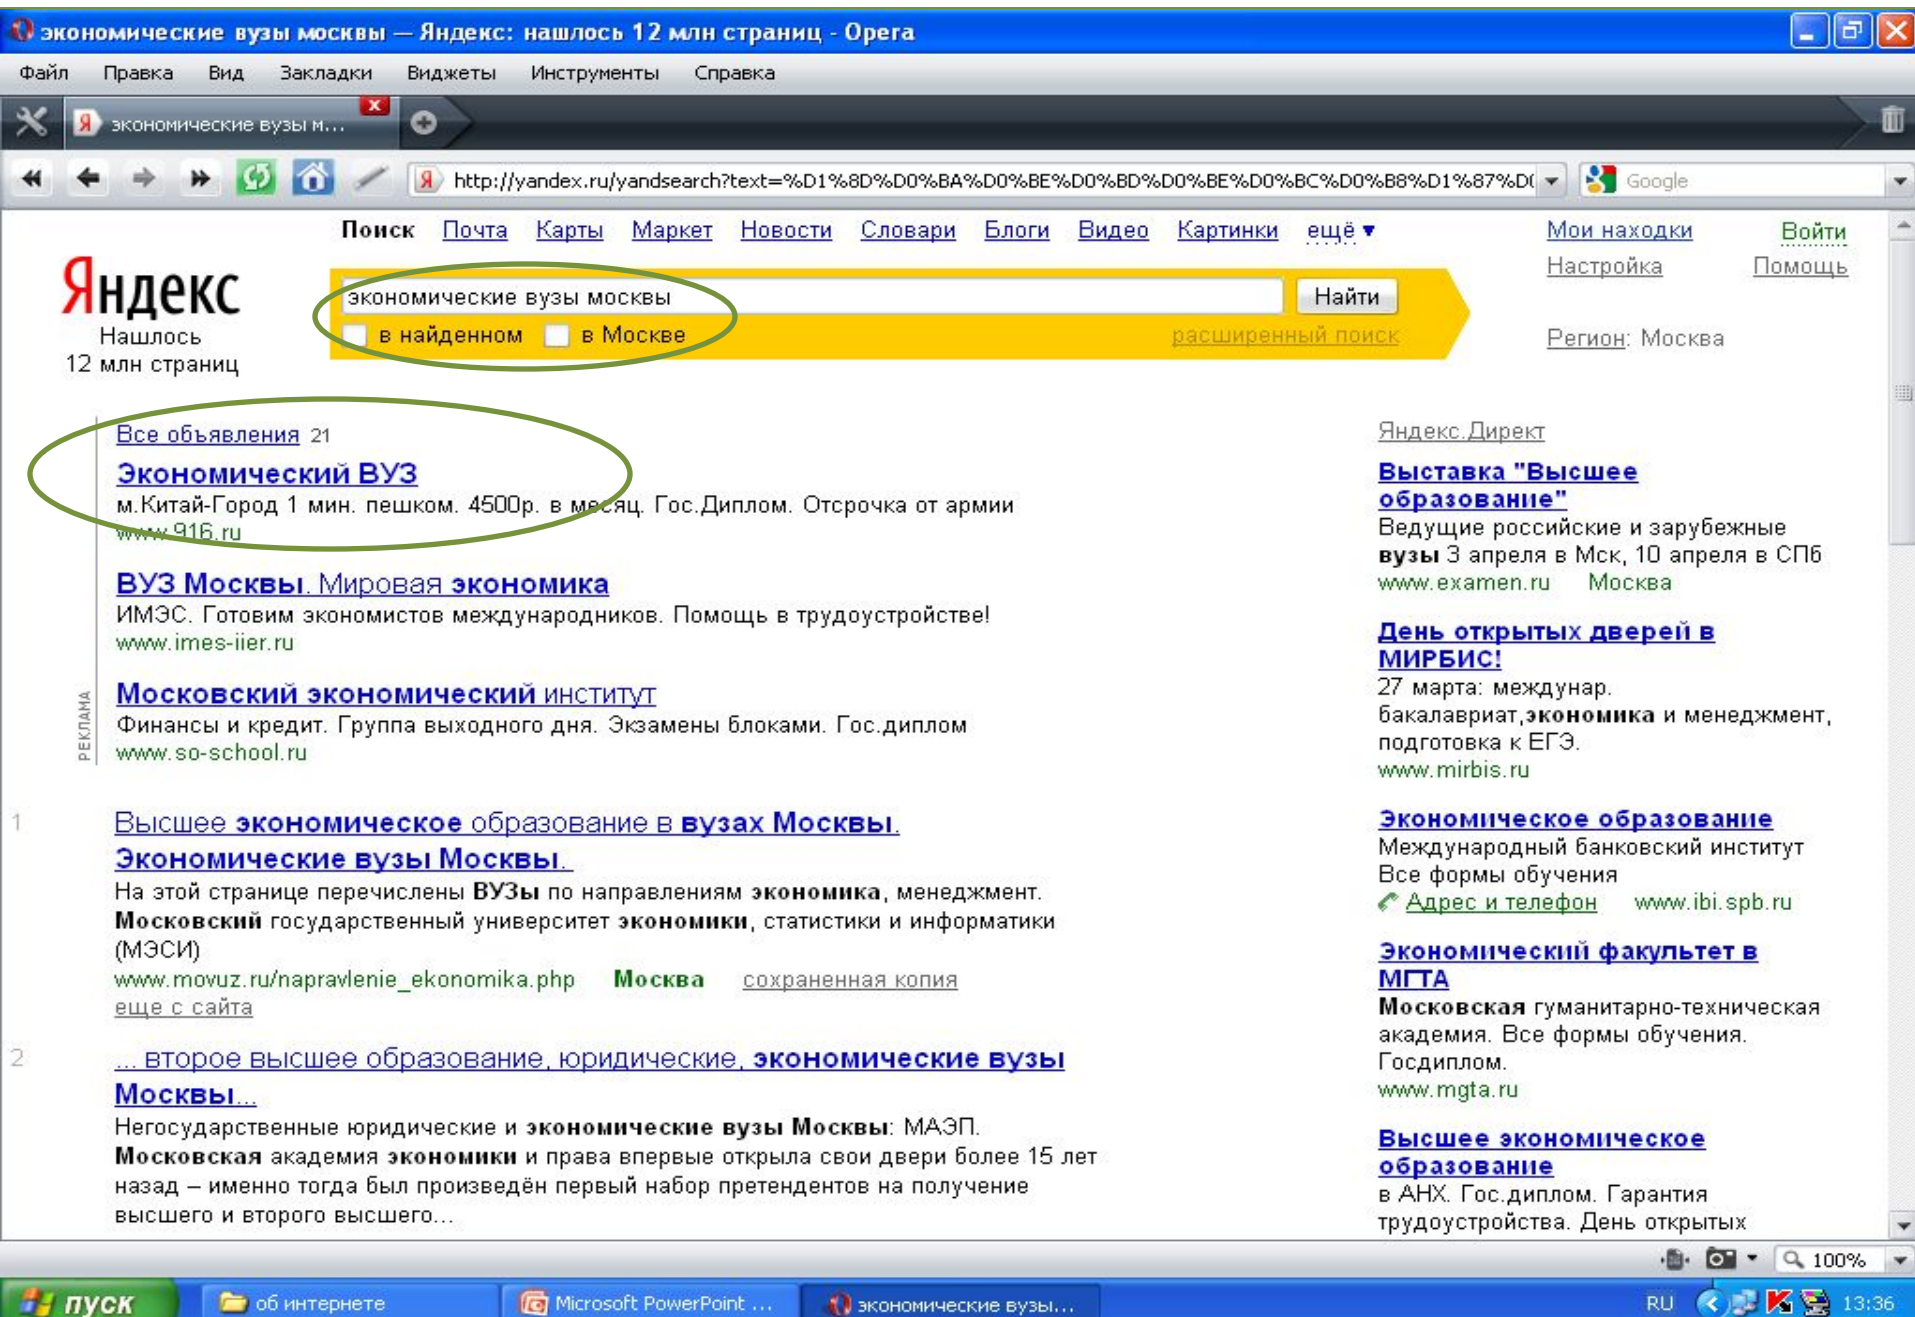 экономические вузы москвы — Яндекс: нашлось 12 млн страниц - Opera
Файл Правка Вид Закладки Виджеты Инструменты Справка
Я экономические вузы м...
Я http://yandex.ru/yandsearch?text=%D1%8D%D0%BA%D0%BE%D0%BD%D0%BE%D0%BC%D0%B8%D1%87%D( Google
Поиск Почта Карты Маркет Новости Словари Блоги Видео Картинки ещё ▼
Мои находки Войти
Настройка Помощь
Регион: Москва
Яндекс
Нашлось
12 млн страниц
экономические вузы москвы Найти
в найденном в Москве расширенный поиск
Все объявления 21
Экономический ВУЗ
м.Китай-Город 1 мин. пешком. 4500р. в месяц. Гос.Диплом. Отсрочка от армии
www.916.ru
ВУЗ Москвы. Мировая экономика
ИМЭС. Готовим экономистов международников. Помощь в трудоустройстве!
www.imes-iier.ru
Московский экономический институт
Финансы и кредит. Группа выходного дня. Экзамены блоками. Гос.диплом
www.so-school.ru
РЕКЛАМА
1
Высшее экономическое образование в вузах Москвы.
Экономические вузы Москвы.
На этой странице перечислены ВУЗы по направлениям экономика, менеджмент.
Московский государственный университет экономики, статистики и информатики
(МЭСИ)
www.movuz.ru/napravlenie_ekonomika.php Москва сохраненная копия
еще с сайта
2
... второе высшее образование, юридические, экономические вузы
Москвы...
Негосударственные юридические и экономические вузы Москвы: МАЭП.
Московская академия экономики и права впервые открыла свои двери более 15 лет
назад – именно тогда был произведён первый набор претендентов на получение
высшего и второго высшего...
Яндекс.Директ
Выставка "Высшее
образование"
Ведущие российские и зарубежные
вузы 3 апреля в Мск, 10 апреля в СПб
www.examen.ru Москва
День открытых дверей в
МИРБИС!
27 марта: междунар.
бакалавриат,экономика и менеджмент,
подготовка к ЕГЭ.
www.mirbis.ru
Экономическое образование
Международный банковский институт
Все формы обучения
Адрес и телефон www.ibi.spb.ru
Экономический факультет в
МГТА
Московская гуманитарно-техническая
академия. Все формы обучения.
Госдиплом.
www.mgta.ru
Высшее экономическое
образование
в АНХ. Гос.диплом. Гарантия
трудоустройства. День открытых
100%
пуск об интернете Microsoft PowerPoint ... экономические вузы... RU 13:36